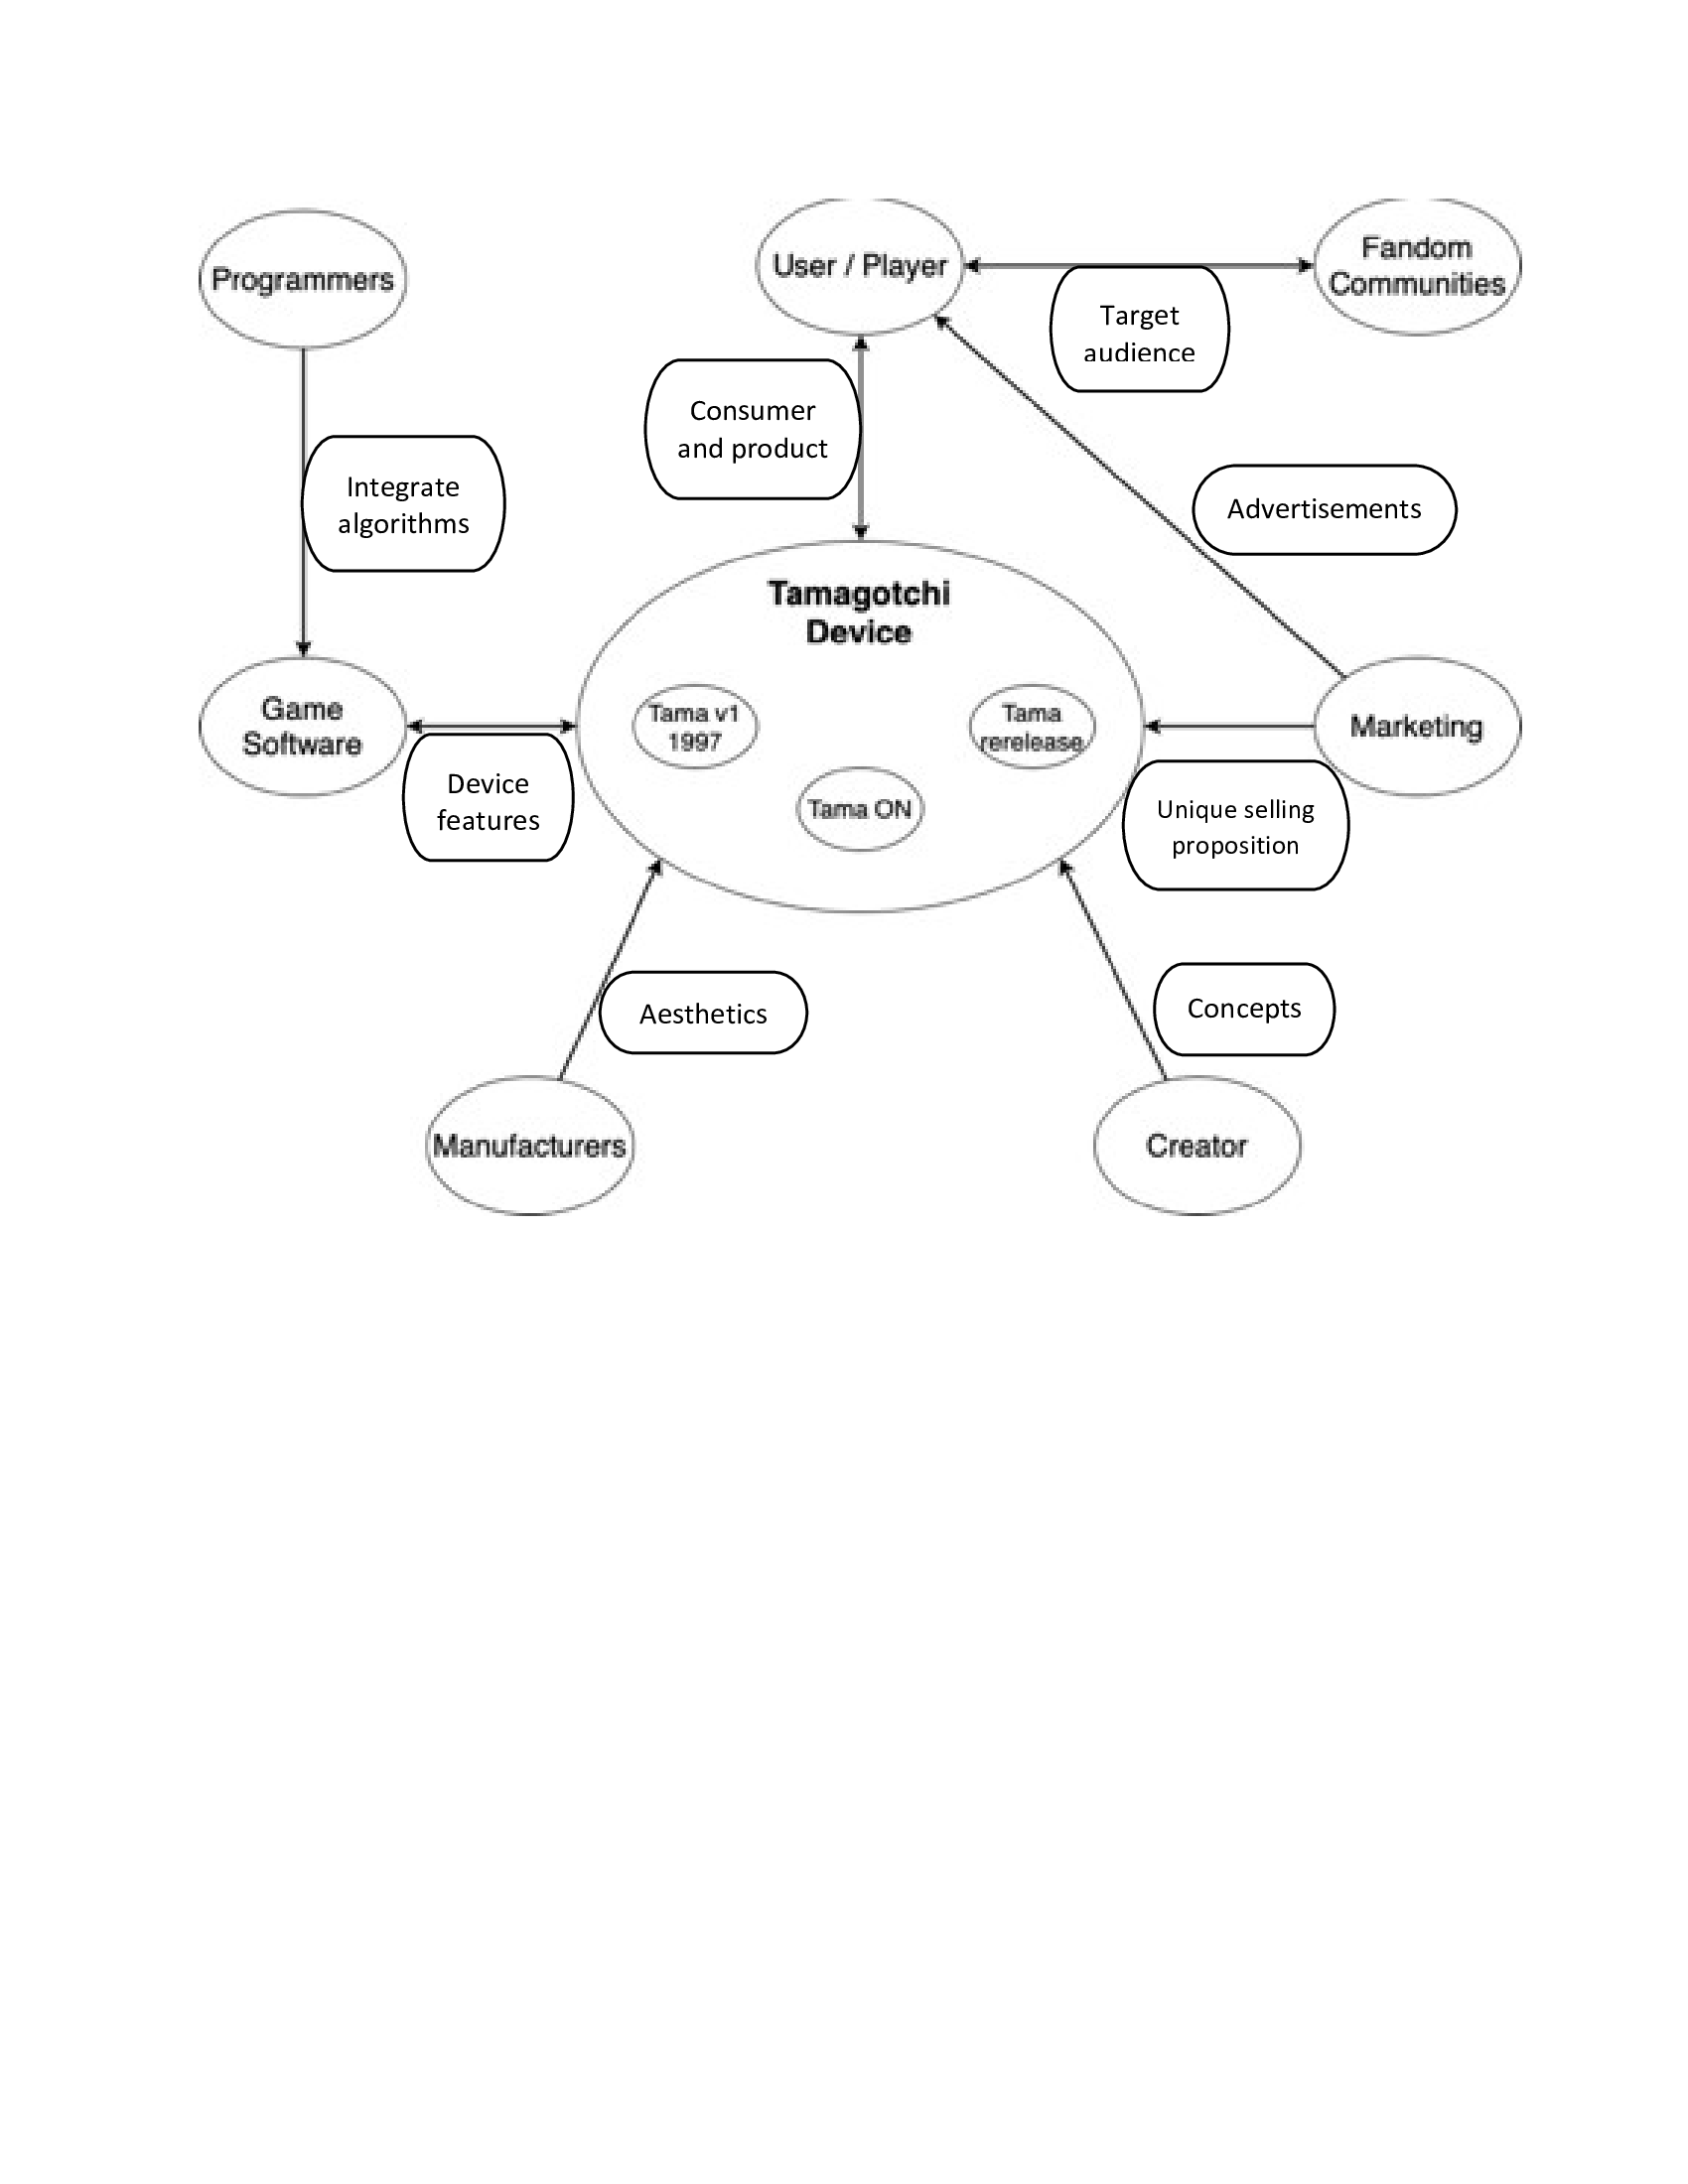 Programmers
User / Player
Fandom
Communities
Target
audience
Consumer
and product
Integrate
algorithms
Advertisements
Tamagotchi
Device
Game
Software
Tama v1
1997
Tama
rerelease
Marketing
Device
features
Tama ON
Unique selling
proposition
Aesthetics
Concepts
Manufacturers
Creator